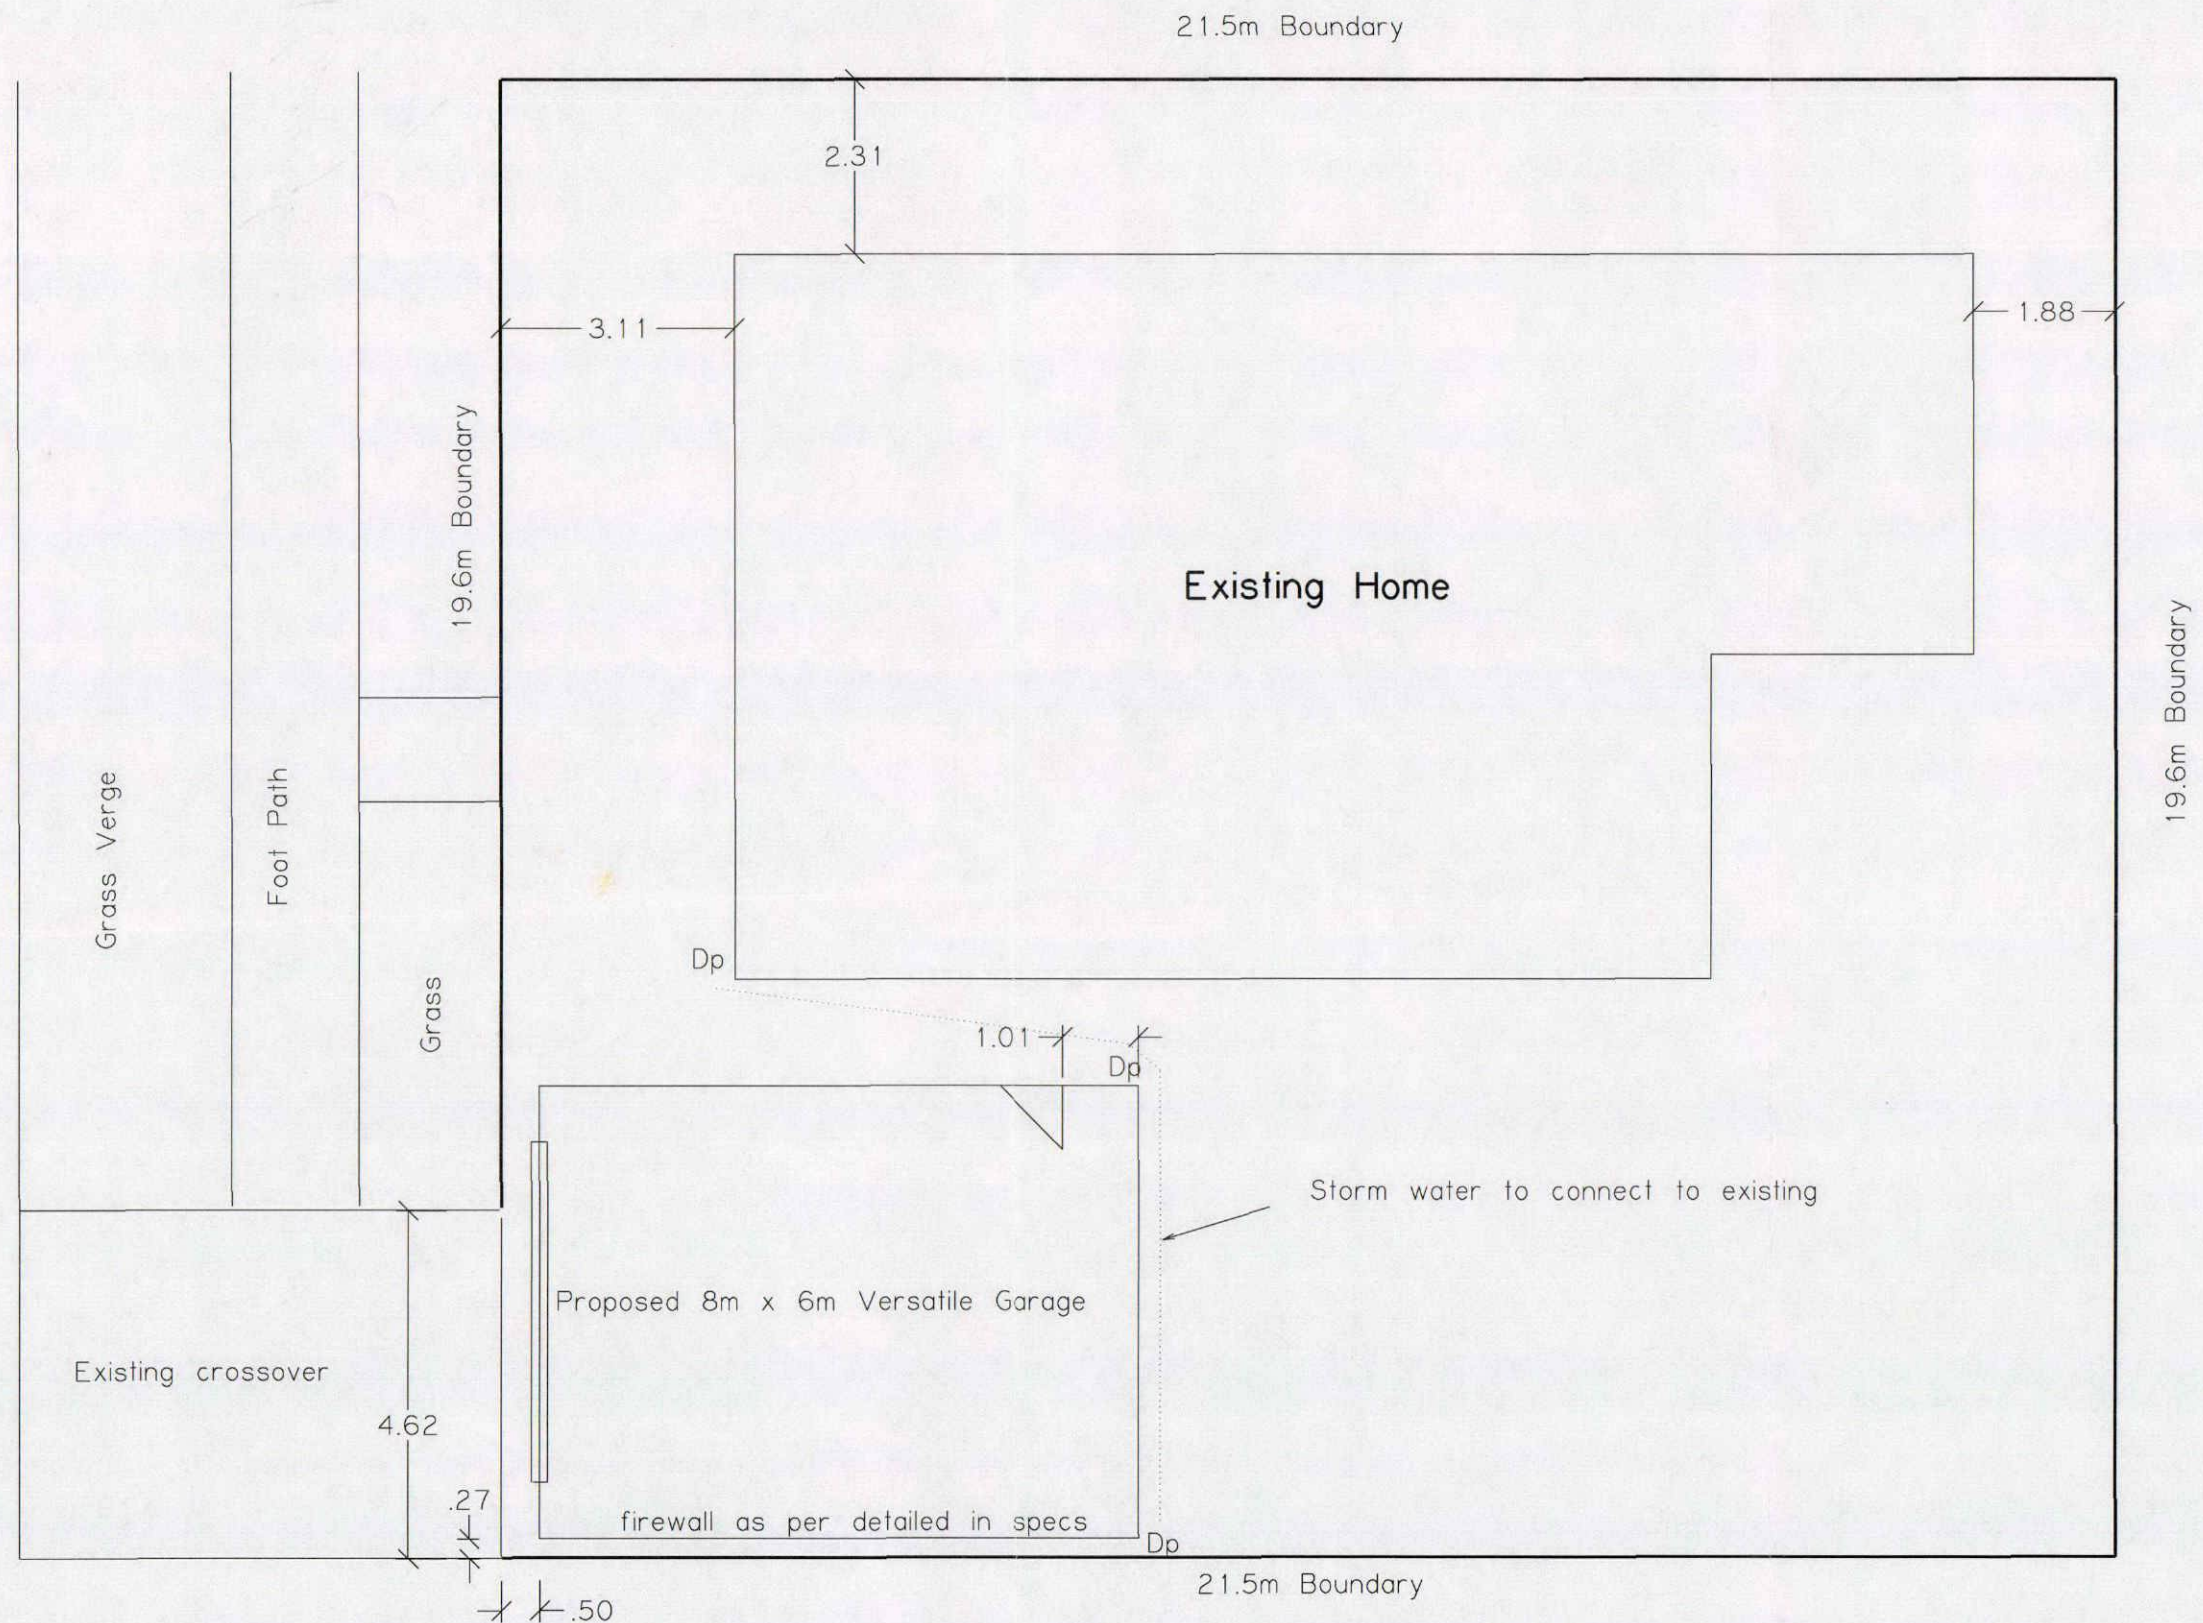 21.5m Boundary
2.31
3.11
1.88
19.6m Boundary
Existing Home
19.6m Boundary
Grass Verge
Foot Path
Grass
Dp
1.01
Dp
Storm water to connect to existing
Proposed 8m x 6m Versatile Garage
Existing crossover
4.62
.27
firewall as per detailed in specs
Dp
21.5m Boundary
.50